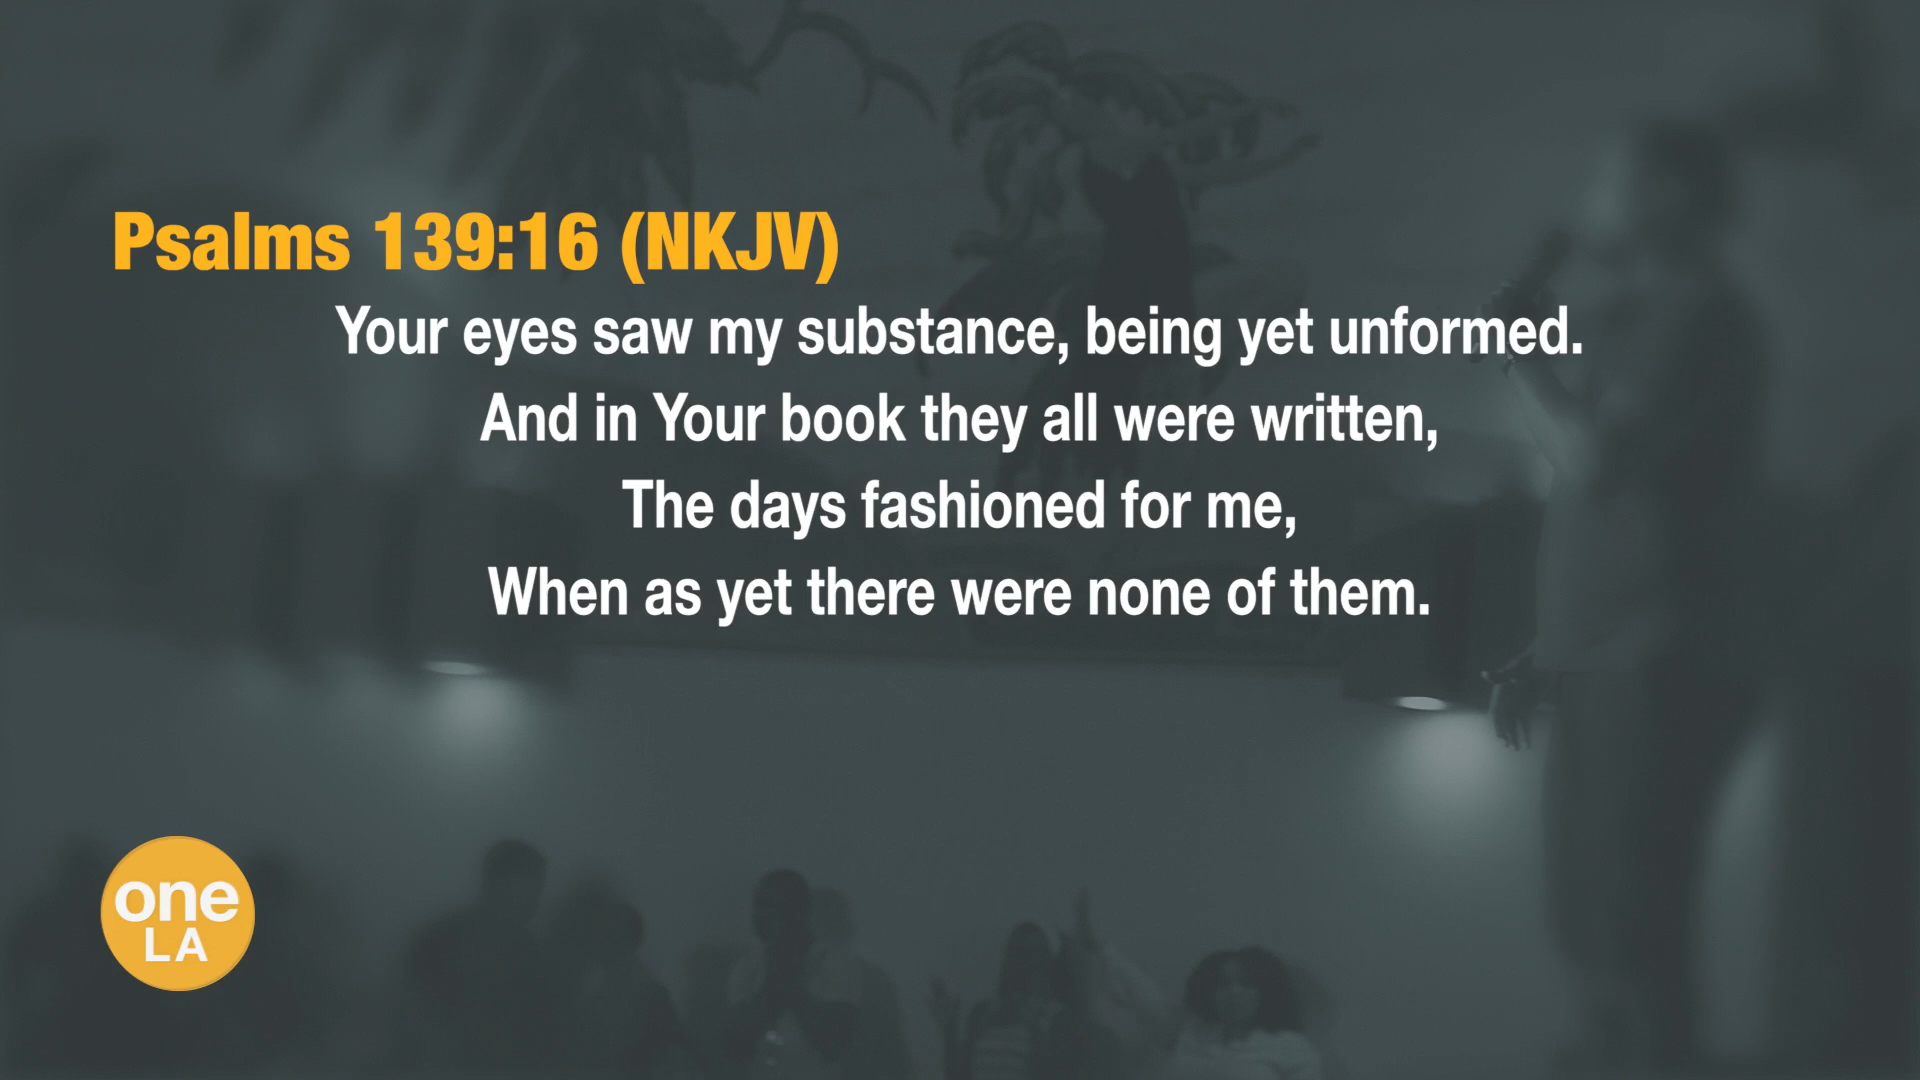 Psalms 139:16 (NKJV)
Your eyes saw my substance, being yet unformed.
And in Your book they all were written,
The days fashioned for me,
When as yet there were none of them.
one
LA